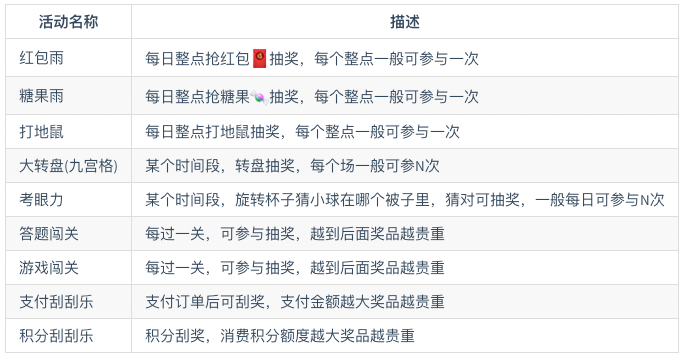 活动名称 描述
红包雨 每日整点抢红包🧧抽奖，每个整点一般可参与一次
糖果雨 每日整点抢糖果🍬抽奖，每个整点一般可参与一次
打地鼠 每日整点打地鼠抽奖，每个整点一般可参与一次
大转盘(九宫格) 某个时间段，转盘抽奖，每个场一般可参N次
考眼力 某个时间段，旋转杯子猜小球在哪个被子里，猜对可抽奖，一般每日可参与N次
答题闯关 每过一关，可参与抽奖，越到后面奖品越贵重
游戏闯关 每过一关，可参与抽奖，越到后面奖品越贵重
支付刮刮乐 支付订单后可刮奖，支付金额越大奖品越贵重
积分刮刮乐 积分刮奖，消费积分额度越大奖品越贵重